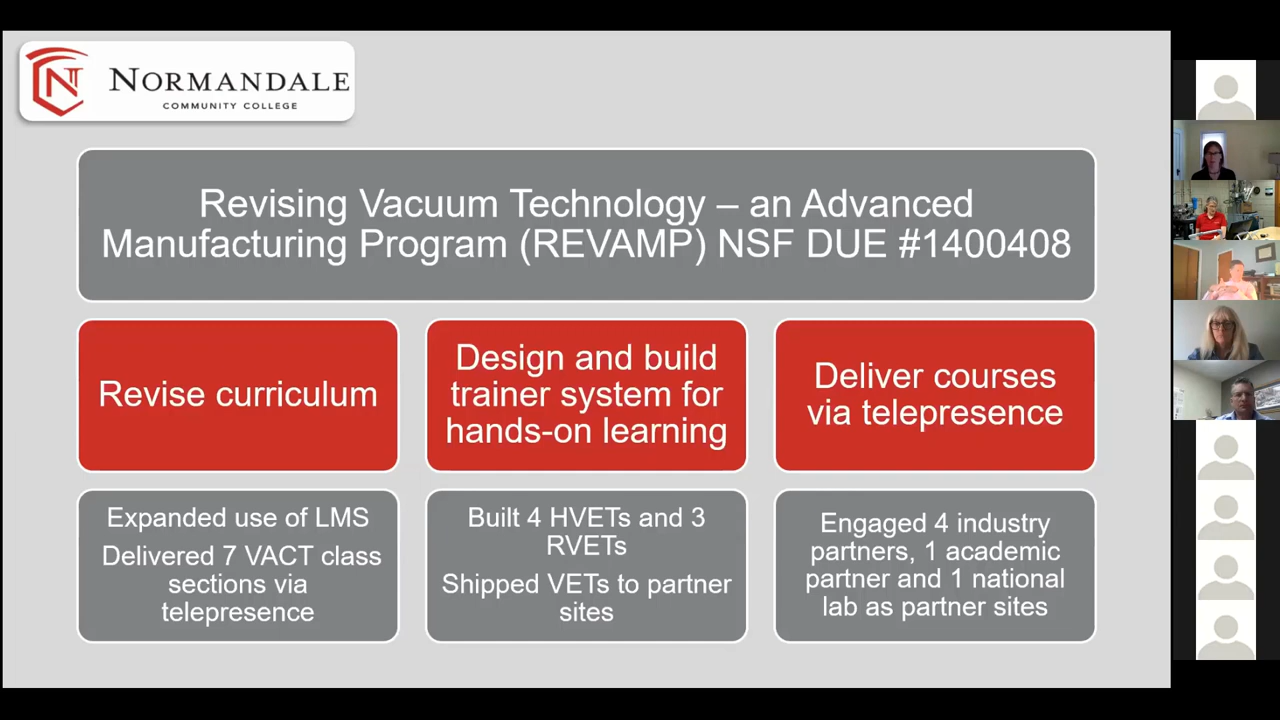 NORMANDALE
COMMUNITY COLLEGE
Revising Vacuum Technology – an Advanced
Manufacturing Program (REVAMP) NSF DUE #1400408
Revise curriculum
Design and build
trainer system for
hands-on learning
Deliver courses
via telepresence
Expanded use of LMS
Delivered 7 VACT class
sections via
telepresence
Built 4 HVETs and 3
RVETs
Shipped VETs to partner
sites
Engaged 4 industry
partners, 1 academic
partner and 1 national
lab as partner sites